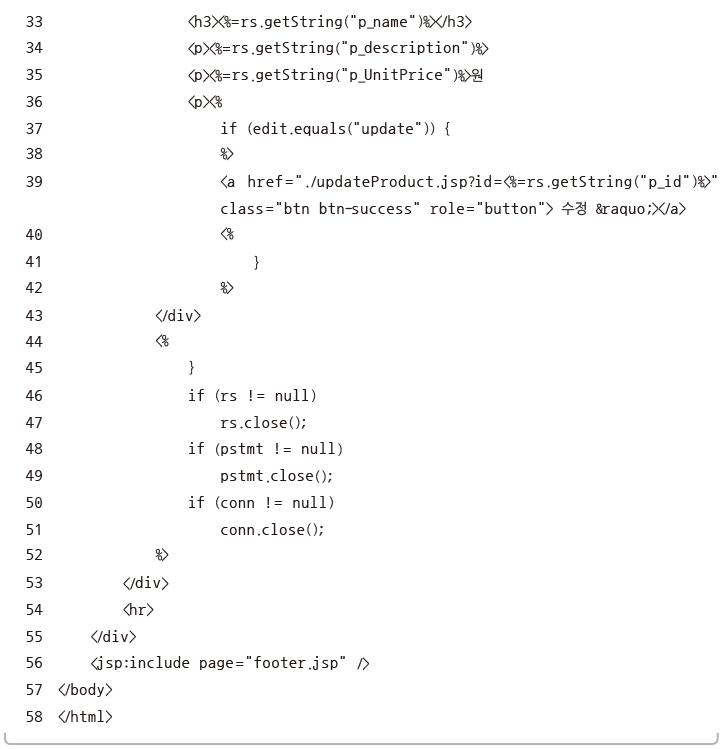 33 <h3><%=rs.getString("p_name")%></h3>
34 <p><%=rs.getString("p_description")%>
35 <p><%=rs.getString("p_UnitPrice")%>원
36 <p><%
37 if (edit.equals("update")) {
38 %>
39 <a href="./updateProduct.jsp?id=<%=rs.getString("p_id")%>"
class="btn btn-success" role="button"> 수정 &raquo;></a>
40 <%
41 }
42 %>
43 </div>
44 <%
45 }
46 if (rs != null)
47 rs.close();
48 if (pstmt != null)
49 pstmt.close();
50 if (conn != null)
51 conn.close();
52 %>
53 </div>
54 <hr>
55 </div>
56 <jsp:include page="footer.jsp" />
57 </body>
58 </html>